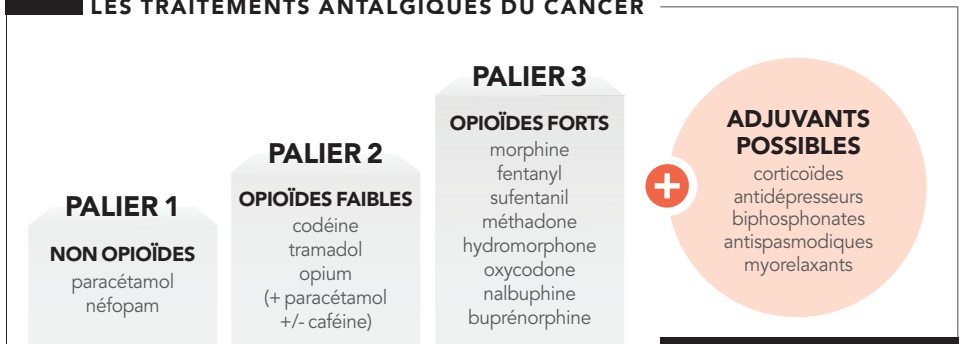 LES TRAITEMENTS ANTALGIQUES DU CANCER
PALIER 1
NON OPIOÏDES
paracétamol
néfopam
PALIER 2
OPIOÏDES FAIBLES
codéine
tramadol
opium
(+ paracétamol
+/- caféine)
PALIER 3
OPIOÏDES FORTS
morphine
fentanyl
sufentanil
méthadone
hydromorphone
oxycodone
nalbuphine
buprénorphine
+
ADJUVANTS
POSSIBLES
corticoïdes
antidépresseurs
biphosphonates
antispasmodiques
myorelaxants